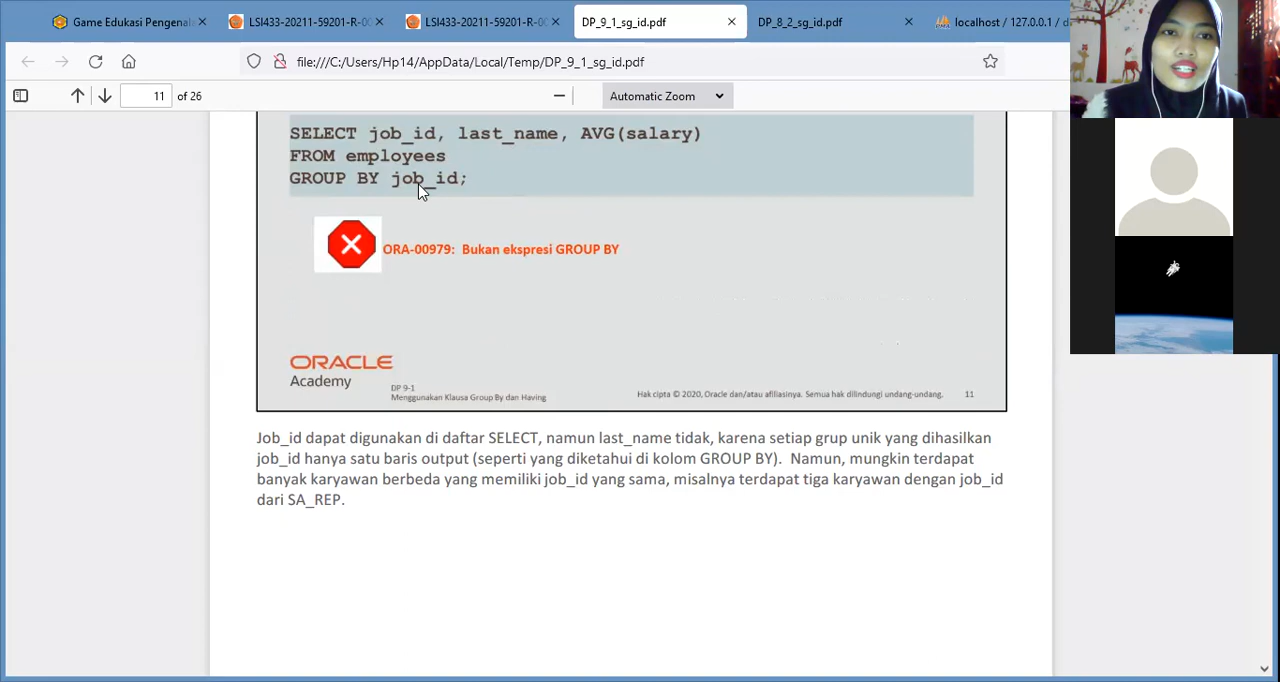 Game Edukasi Pengenal
LSI433-20211-59201-R-00
LSI433-20211-59201-R-00
DP_9_1_sg_id.pdf
DP_8_2_sg_id.pdf
localhost / 127.0.0.1 / d
file:///C:/Users/Hp14/AppData/Local/Temp/DP_9_1_sg_id.pdf
11 of 26
Automatic Zoom
SELECT job_id, last_name, AVG(salary)
FROM employees
GROUP BY job_id;
ORA-00979: Bukan ekspresi GROUP BY
ORACLE
Academy
DP 9-1
Menggunakan Klausa Group By dan Having
Hak cipta © 2020, Oracle dan/atau afiliasinya. Semua hak dilindungi undang-undang.
11
Job_id dapat digunakan di daftar SELECT, namun last_name tidak, karena setiap grup unik yang dihasilkan
job_id hanya satu baris output (seperti yang diketahui di kolom GROUP BY). Namun, mungkin terdapat
banyak karyawan berbeda yang memiliki job_id yang sama, misalnya terdapat tiga karyawan dengan job_id
dari SA_REP.